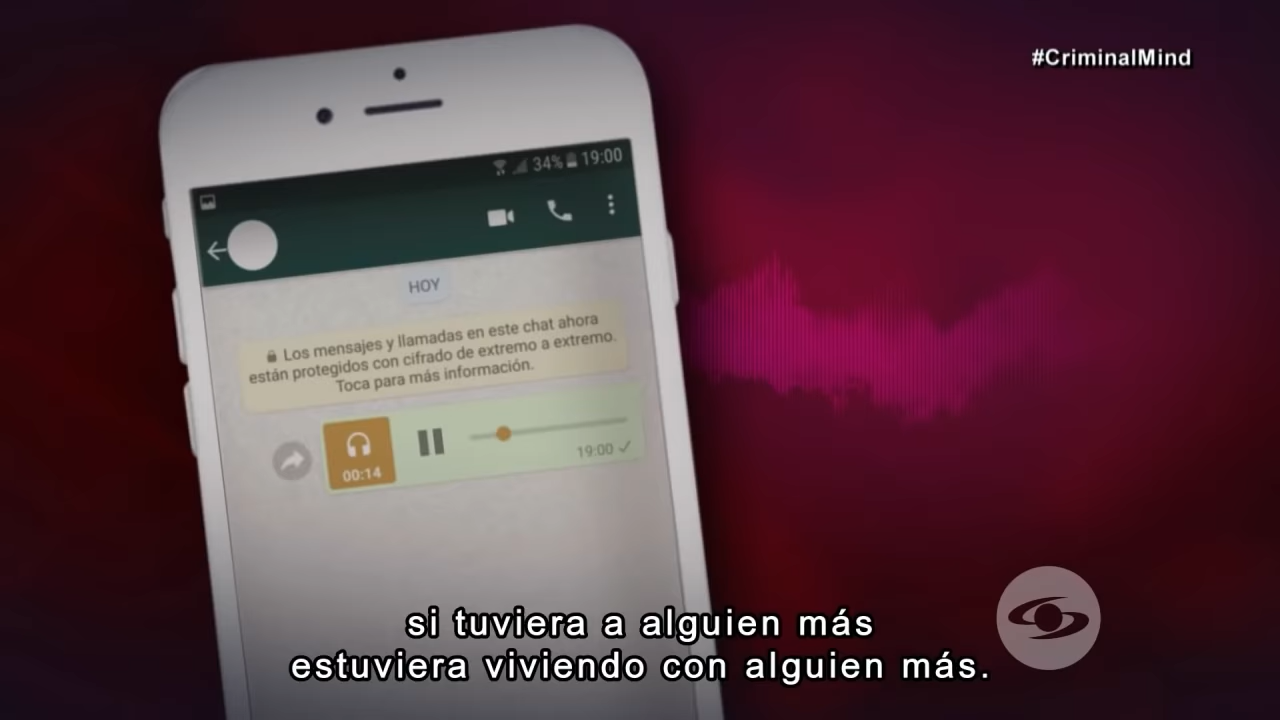 #CriminalMind
34% 19:00
HOY
Los mensajes y llamadas en este chat ahora
están protegidos con cifrado de extremo a extremo.
Toca para más información.
00:14
19:00
si tuviera a alguien más
estuviera viviendo con alguien más.